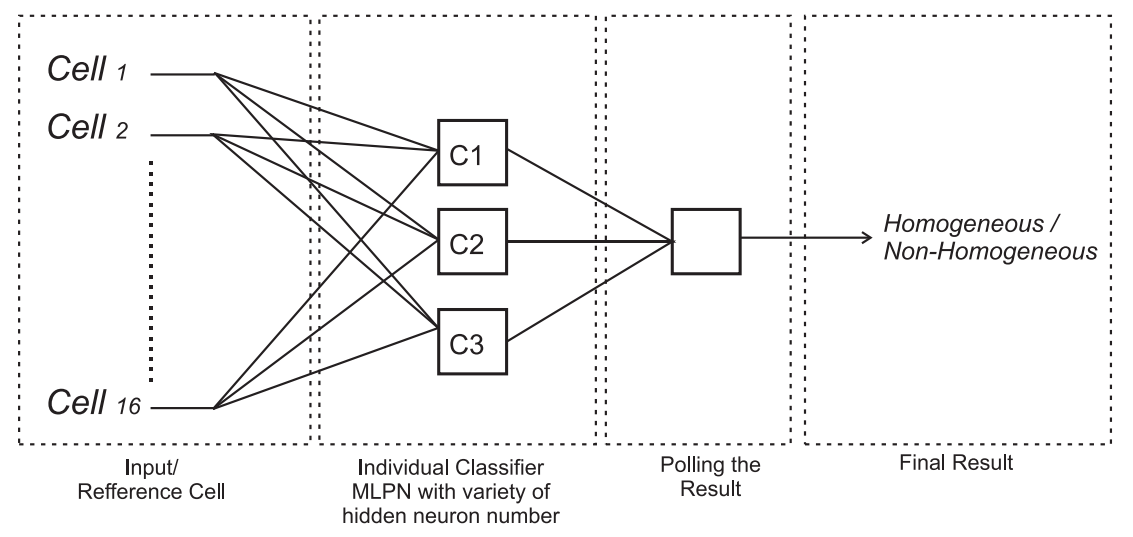 Cell 1
Cell 2
Cell 16
C1
C2
C3
Homogeneous /
Non-Homogeneous
Input/
Refference Cell
Individual Classifier
MLPN with variety of
hidden neuron number
Polling the
Result
Final Result